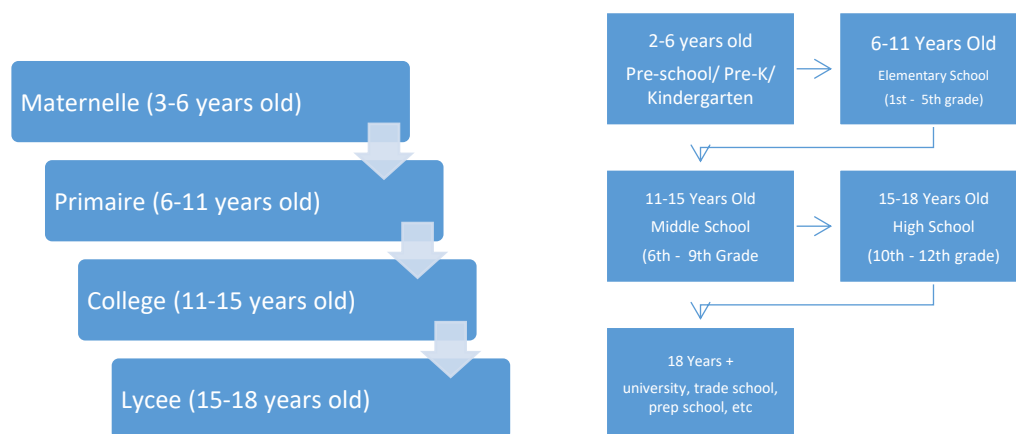 Maternelle (3-6 years old)
Primaire (6-11 years old)
College (11-15 years old)
Lycee (15-18 years old)
2-6 years old
Pre-school/ Pre-K/
Kindergarten
6-11 Years Old
Elementary School
(1st - 5th grade)
11-15 Years Old
Middle School
(6th - 9th Grade
15-18 Years Old
High School
(10th - 12th grade)
18 Years +
university, trade school,
prep school, etc